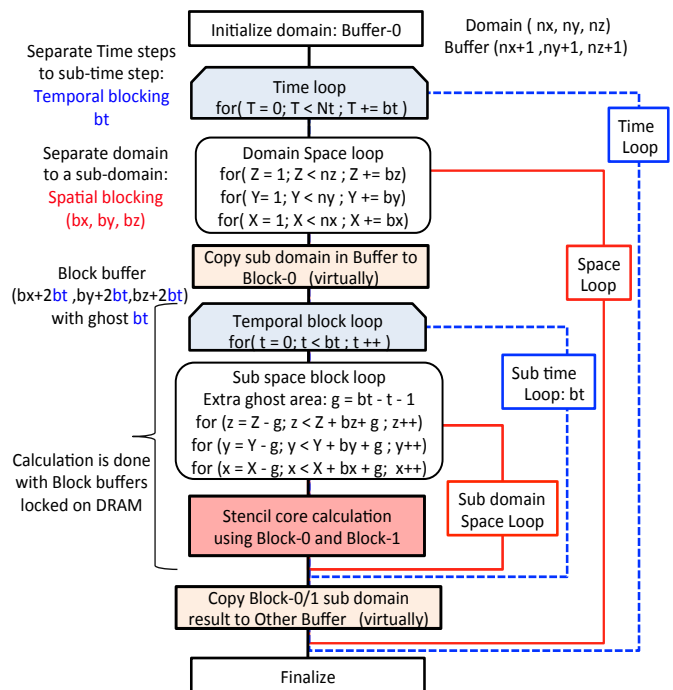 Initialize domain: Buffer-0
Domain ( nx, ny, nz)
Buffer (nx+1 ,ny+1, nz+1)
Separate Time steps
to sub-time step:
Temporal blocking
bt
Time loop
for( T = 0; T < Nt ; T += bt )
Time
Loop
Separate domain
to a sub-domain:
Spatial blocking
(bx, by, bz)
Domain Space loop
for( Z = 1; Z < nz ; Z += bz)
for( Y= 1; Y < ny ; Y += by)
for( X = 1; X < nx ; X += bx)
Copy sub domain in Buffer to
Block-0 (virtually)
Space
Loop
Block buffer
(bx+2bt ,by+2bt,bz+2bt)
with ghost bt
Temporal block loop
for( t = 0; t < bt ; t ++ )
Sub time
Loop: bt
Sub space block loop
Extra ghost area: g = bt - t - 1
for (z = Z - g; z < Z + bz+ g ; z++)
for (y = Y - g; y < Y + by + g ; y++)
for (x = X - g; x < X + bx + g; x++)
Calculation is done
with Block buffers
locked on DRAM
Sub domain
Space Loop
Stencil core calculation
using Block-0 and Block-1
Copy Block-0/1 sub domain
result to Other Buffer (virtually)
Finalize